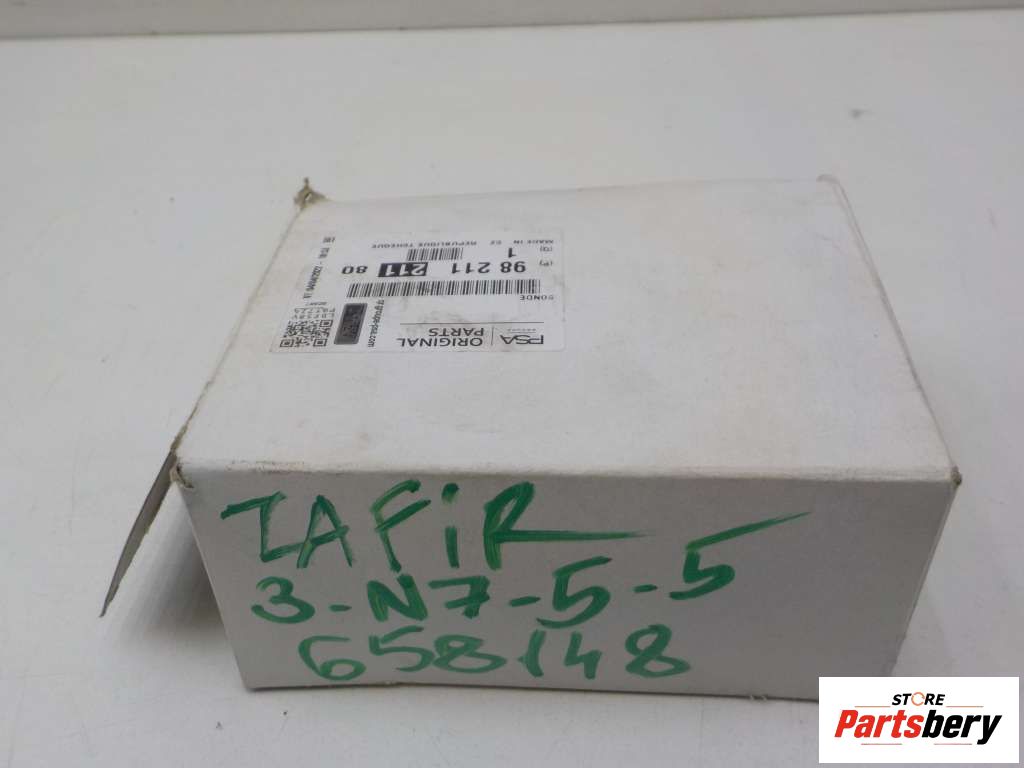 PSA
ORIGINAL
PARTS
SONDE
(P) 98 211 211 80
(Q) 1
MADE IN CZ REPUBLIQUE TCHEQUE
ZAFIR
3-N7-5-5
658148
STORE
Partsbery